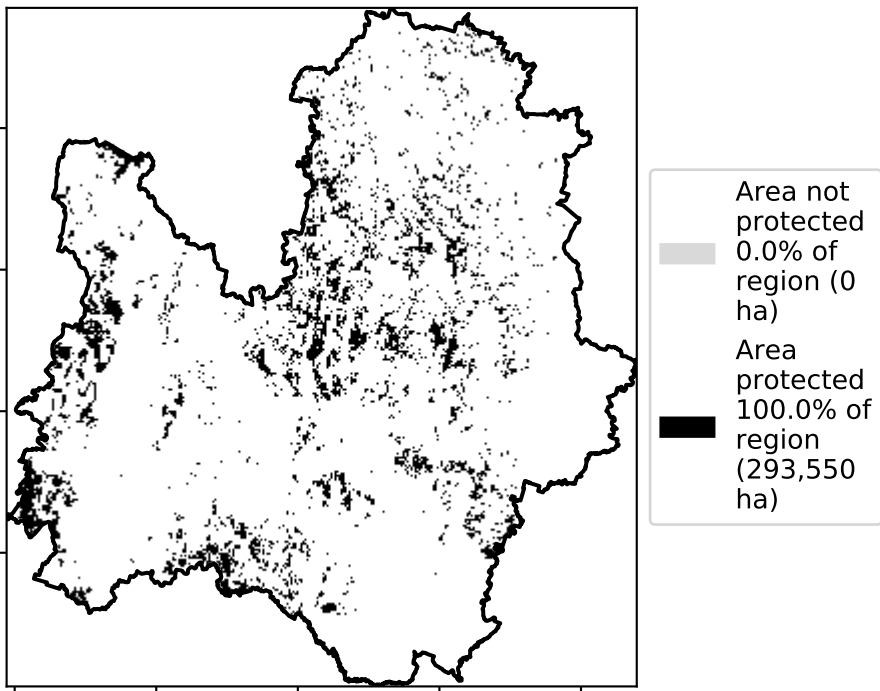 Area not
protected
0.0% of
region (0
ha)
Area
protected
100.0% of
region
(293,550
ha)